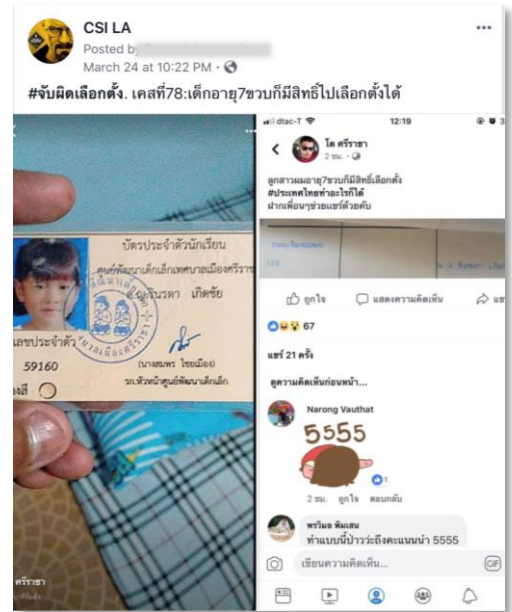 CSI LA
Posted by
March 24 at 10:22 PM
#จับผิดเลือกตั้ง. เคสที่78:เด็กอายุ7ขวบก็มีสิทธิ์ไปเลือกตั้งได้
บัตรประจำตัวนักเรียน
ศูนย์พัฒนาเด็กเล็กเทศบาลเมืองศรีราช
ด.ญ.รินรดา เกิดชัย
เลขประจำตัว
59160
(นางสมพร ไชยเมือง)
รก.หัวหน้าศูนย์พัฒนาเด็กเล็ก
ศรีราชา
dtac-T
12:19
โต ศรีราชา
2 ชม.
ลูกสาวผมอายุ7ขวบก็มีสิทธิ์เลือกตั้ง
#ประเทศไทยทำอะไรก็ได้
ฝากเพื่อนๆช่วยแชร์ด้วยคับ
ถูกใจ
แสดงความคิดเห็น
แช
67
แชร์ 21 ครั้ง
ดูความคิดเห็นก่อนหน้า...
Narong Vauthat
5555
1
2 ชม. ถูกใจ ตอบกลับ
พรวิมล พิมเสน
ทำแบบนี้ป่าวว่ะถึงคะแนนนำ 5555
เขียนความคิดเห็น...
GIF